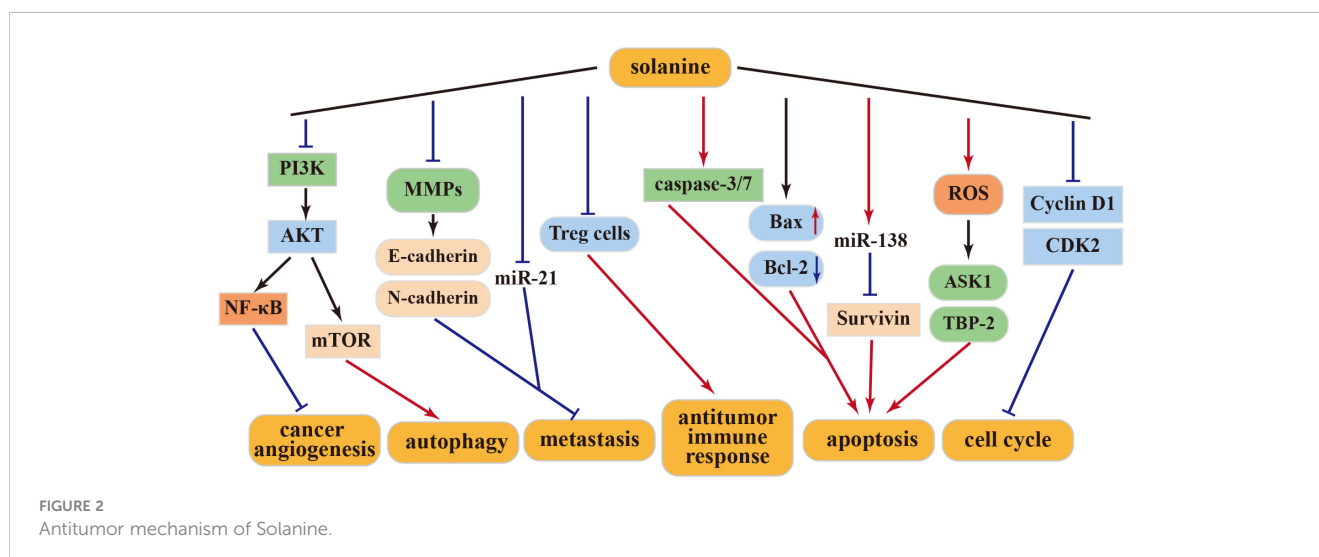 solanine
PI3K
AKT
NF-κB
mTOR
MMPs
E-cadherin
N-cadherin
miR-21
Treg cells
caspase-3/7
Bax
Bcl-2
miR-138
Survivin
ROS
ASK1
TBP-2
Cyclin D1
CDK2
cancer
angiogenesis
autophagy
metastasis
antitumor
immune
response
apoptosis
cell cycle
FIGURE 2
Antitumor mechanism of Solanine.